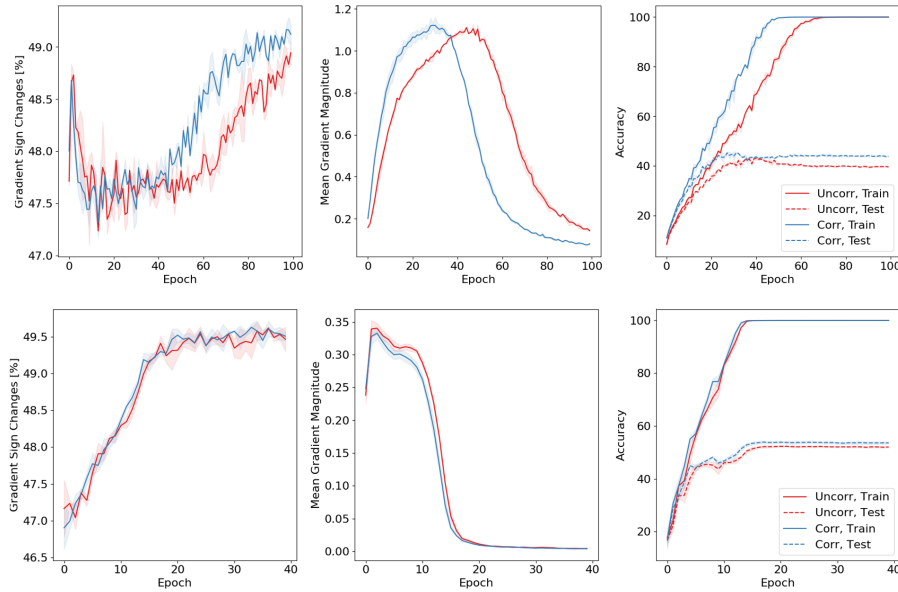 Gradient Sign Changes [%]
49.0
48.5
48.0
47.5
47.0
0 20 40 60 80 100
Epoch
Mean Gradient Magnitude
1.2
1.0
0.8
0.6
0.4
0.2
0 20 40 60 80 100
Epoch
Accuracy
100
80
60
40
20
0 20 40 60 80 100
Epoch
Uncorr, Train
Uncorr, Test
Corr, Train
Corr, Test
Gradient Sign Changes [%]
49.5
49.0
48.5
48.0
47.5
47.0
46.5
0 10 20 30 40
Epoch
Mean Gradient Magnitude
0.35
0.30
0.25
0.20
0.15
0.10
0.05
0.00
0 10 20 30 40
Epoch
Accuracy
100
80
60
40
20
0 10 20 30 40
Epoch
Uncorr, Train
Uncorr, Test
Corr, Train
Corr, Test